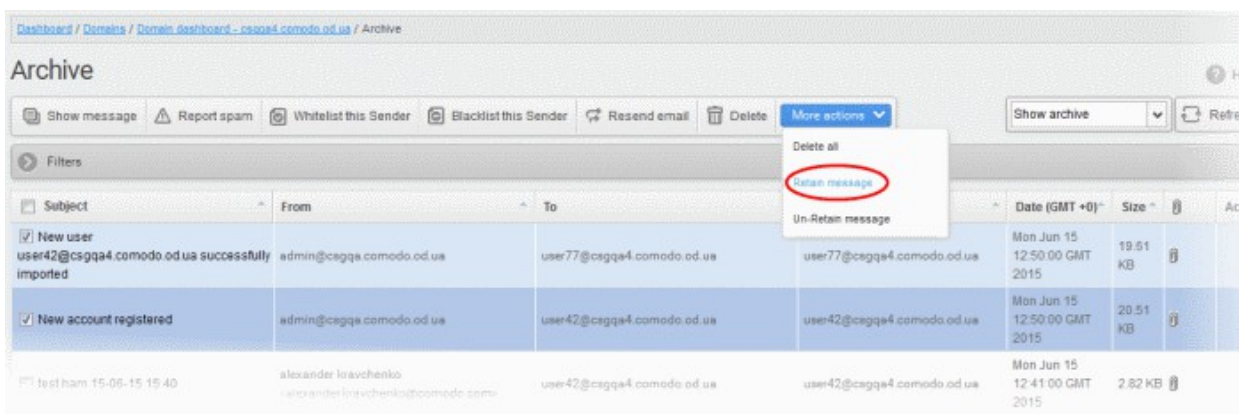 Dashboard / Domains / Domain dashboard - csgqa4.comodo.od.ua / Archive
Archive
Show message
Report spam
Whitelist this Sender
Blacklist this Sender
Resend email
Delete
More actions
Show archive
Delete all
Retain message
Un-Retain message
Filters
Subject From To Date (GMT +0) Size
New user
user42@csgqa4.comodo.od.ua successfully
imported
admin@csgqa.comodo.od.ua
user77@csgqa4.comodo.od.ua
user77@csgqa4.comodo.od.ua
Mon Jun 15
12:50:00 GMT
2015
19.51
KB
New account registered
admin@csgqa.comodo.od.ua
user42@csgqa4.comodo.od.ua
user42@csgqa4.comodo.od.ua
Mon Jun 15
12:50:00 GMT
2015
20.51
KB
test ham 15-06-15 15:40
alexander kravchenko
user42@csgqa4.comodo.od.ua
user42@csgqa4.comodo.od.ua
Mon Jun 15
12:41:00 GMT
2015
2.82 KB